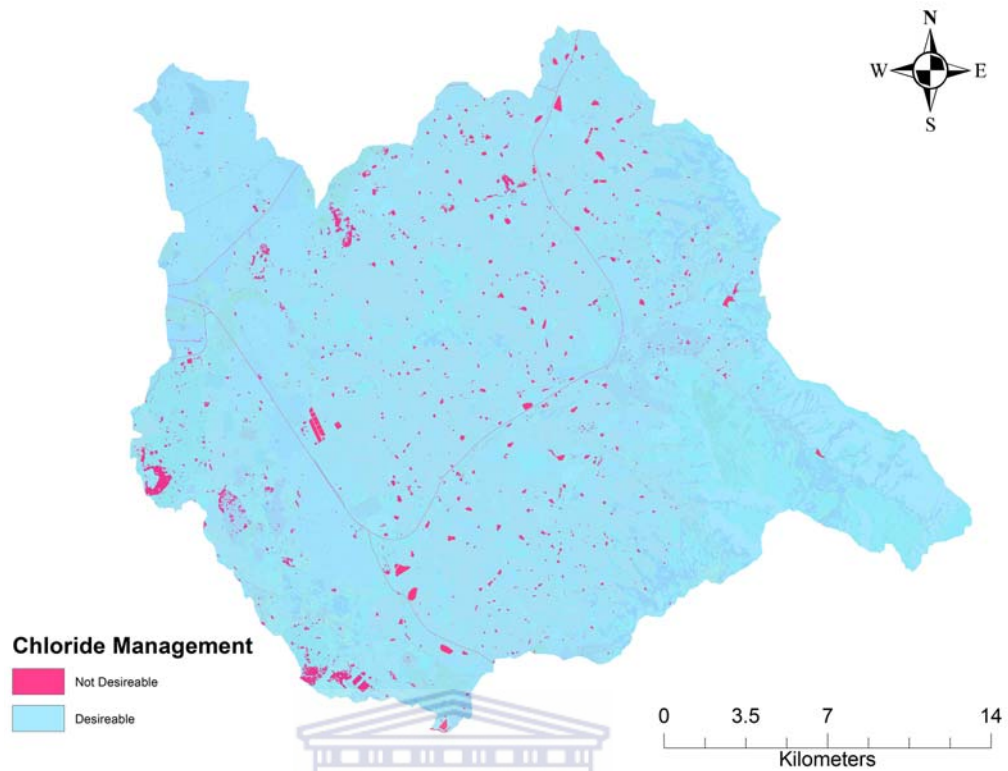 N
W E
S
Chloride Management
Not Desireable
Desireable
0 3.5 7 14
Kilometers